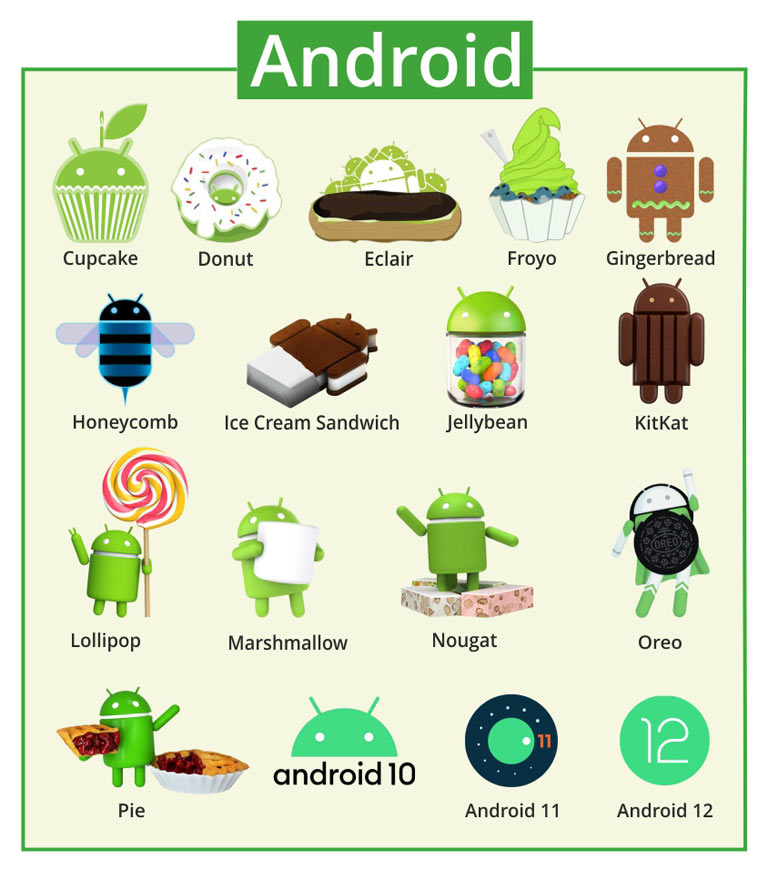 Android
Cupcake
Donut
Eclair
Froyo
Gingerbread
Honeycomb
Ice Cream Sandwich
Jellybean
KitKat
OREO
Lollipop
Marshmallow
Nougat
Oreo
android 10
11
12
Pie
Android 11
Android 12